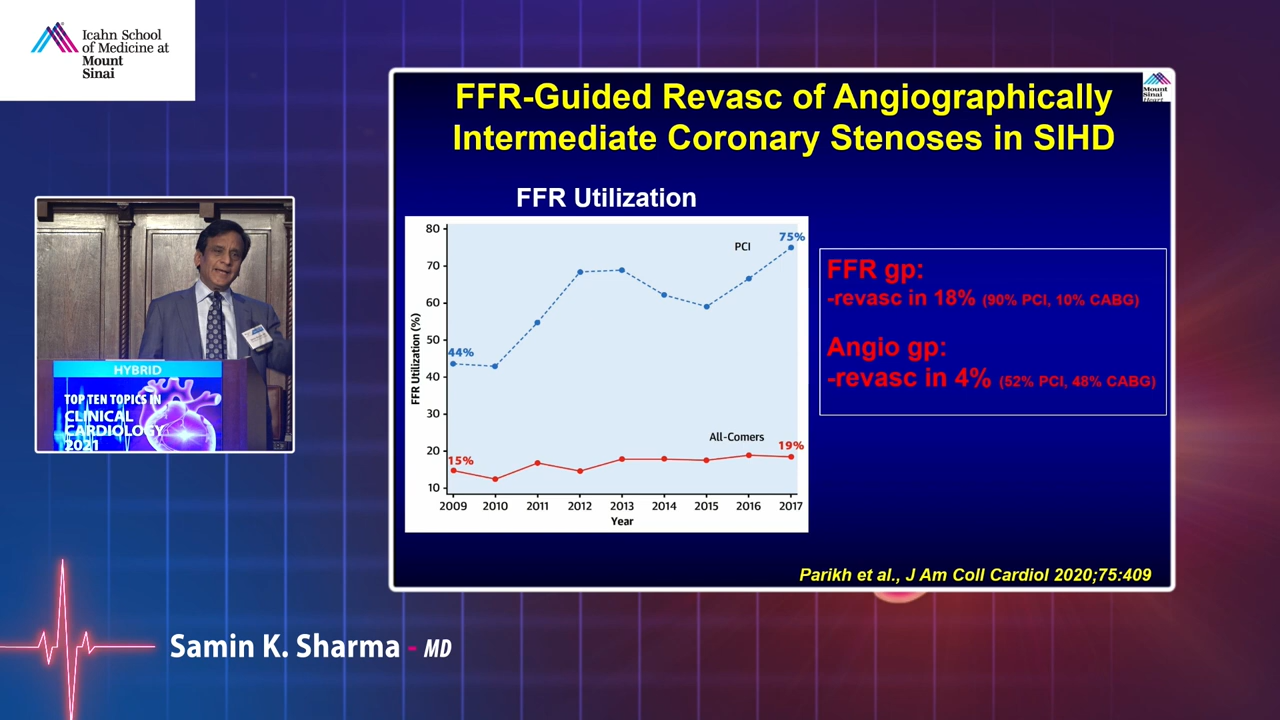 Icahn School
of Medicine at
Mount
Sinai
FFR-Guided Revasc of Angiographically
Intermediate Coronary Stenoses in SIHD
Mount
Sinai
Heart
FFR Utilization
80
70
60
50
40
30
20
10
FFR Utilization (%)
PCI
75%
44%
All-Comers
15%
19%
2009 2010 2011 2012 2013 2014 2015 2016 2017
Year
FFR gp:
-revasc in 18% (90% PCI, 10% CABG)
Angio gp:
-revasc in 4% (52% PCI, 48% CABG)
Parikh et al., J Am Coll Cardiol 2020;75:409
HYBRID
TOP TEN TOPICS IN
CLINICAL
CARDIOLOGY
2021
Samin K. Sharma - MD